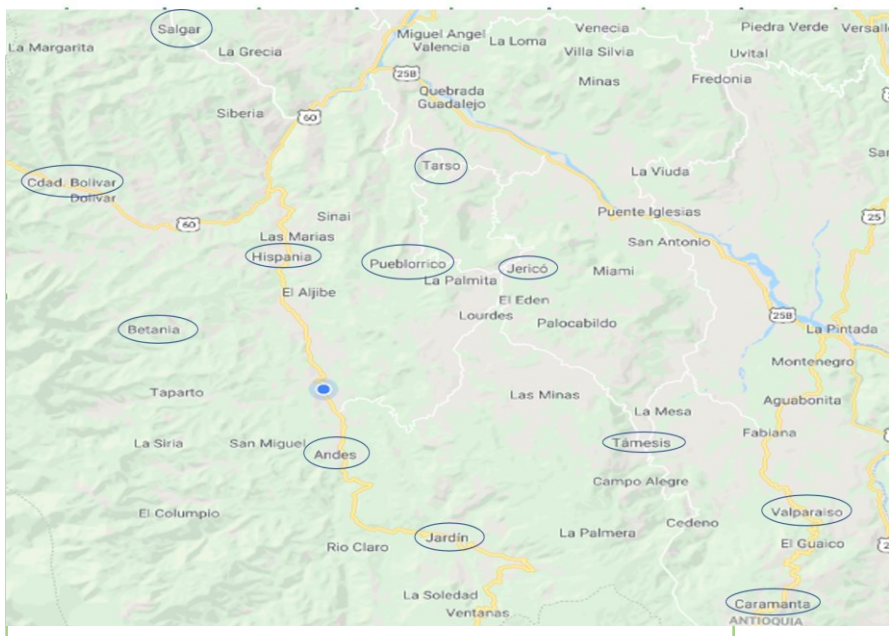 Salgar
La Margarita
La Grecia
Miguel Angel
Valencia
La Loma
Venecia
Villa Silvia
Piedra Verde
Versall
Uvital
25B
Minas
Fredonia
Quebrada
Guadalejo
Siberia
60
Tarso
La Viuda
San
Cdad. Bolivar
Bolivar
60
Sinai
Puente Iglesias
25
Las Marias
San Antonio
Hispania
Pueblorrico
Jericó
Miami
La Palmita
El Aljibe
El Eden
Lourdes
Palocabildo
25B
La Pintada
Betania
Montenegro
Taparto
Las Minas
La Mesa
Aguabonita
La Siria
San Miguel
Andes
Támesis
Fabiana
Campo Alegre
El Columpio
Cedeno
Valparaiso
Rio Claro
Jardín
La Palmera
El Guaico
La Soledad
Ventanas
Caramanta
ANTIOQUIA